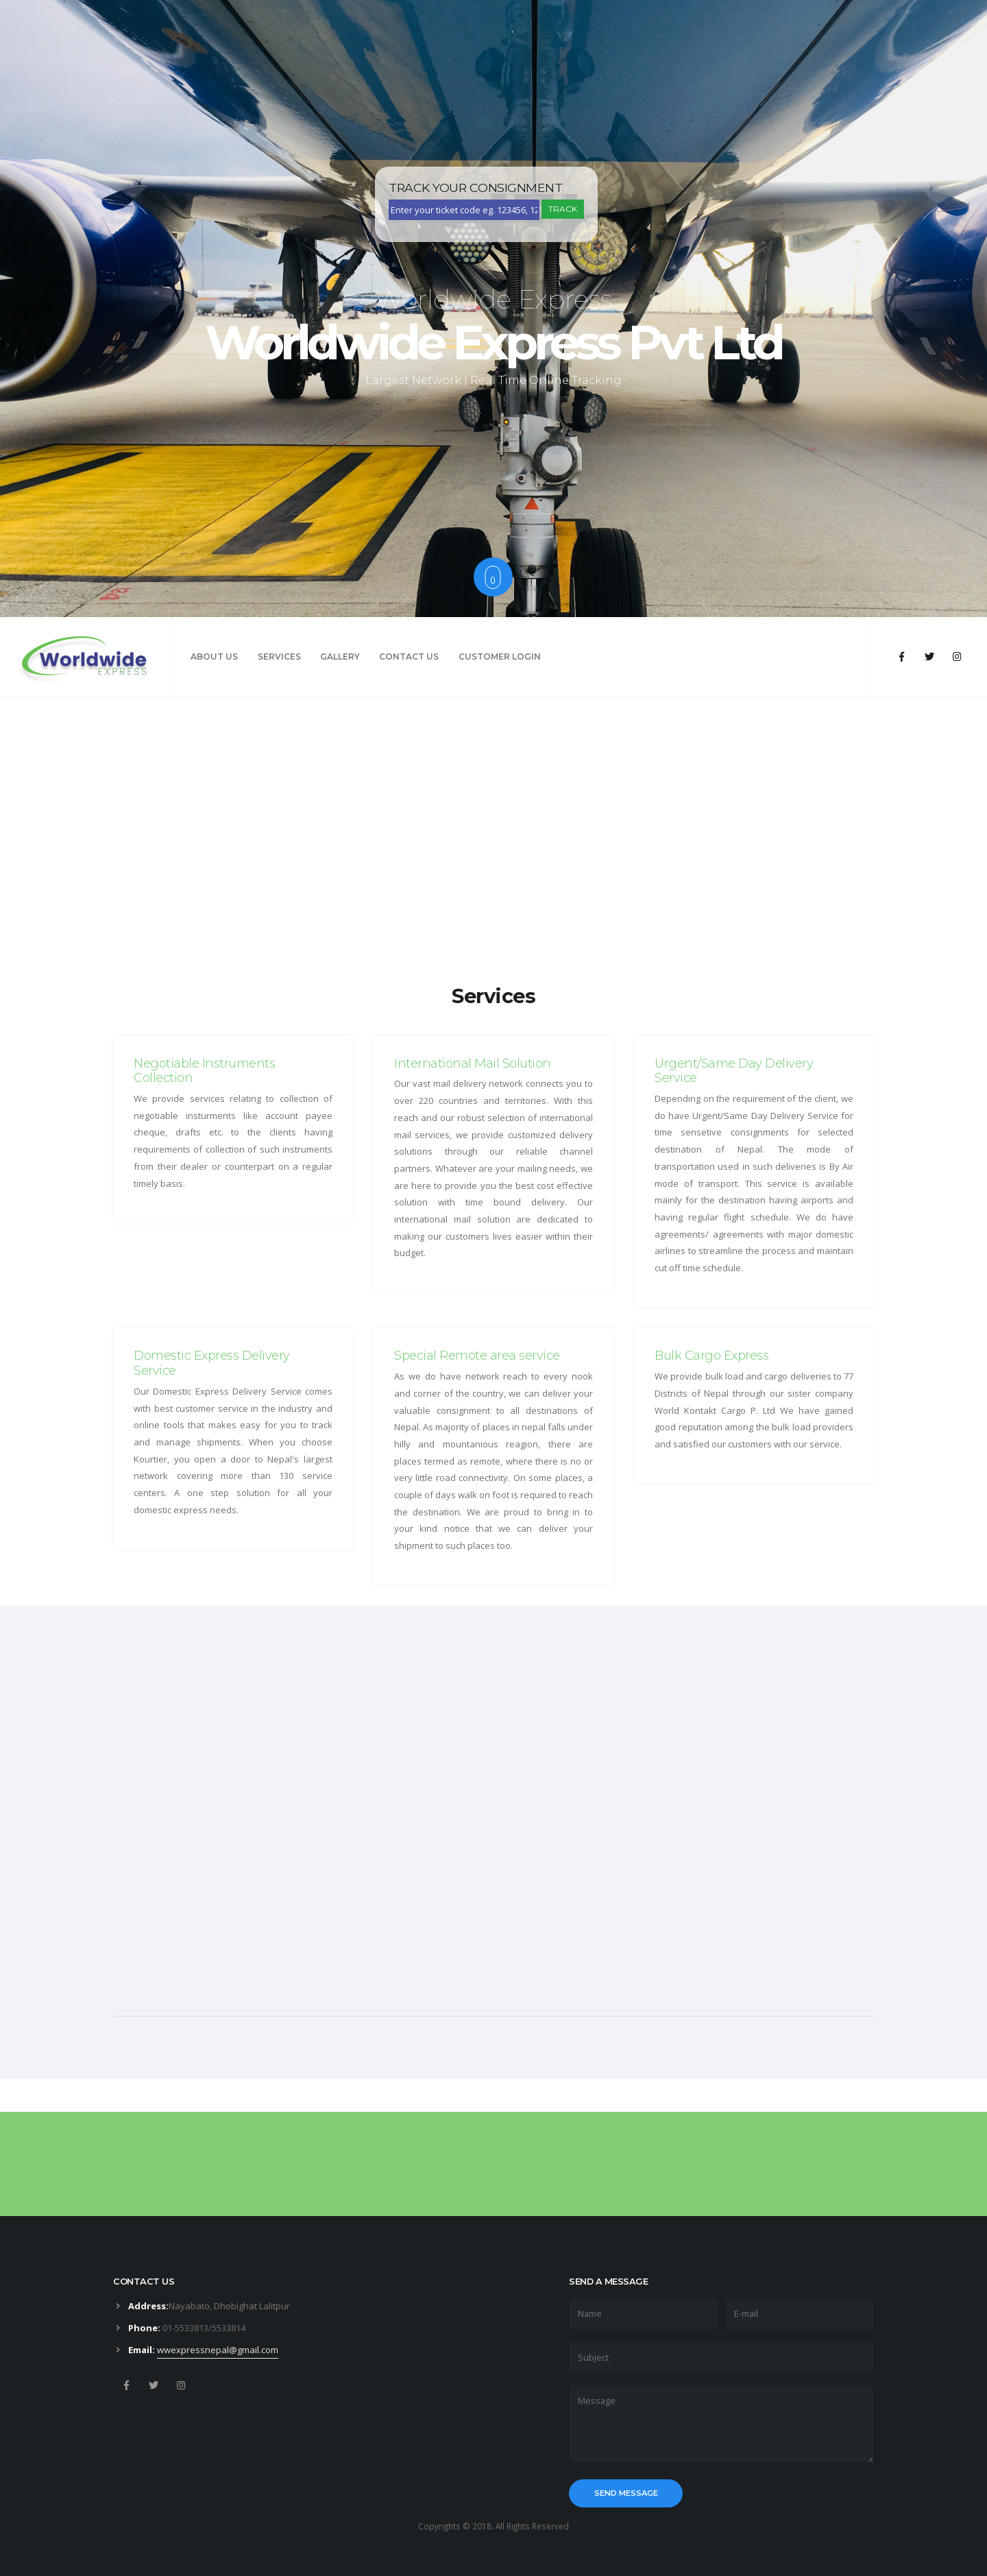 TRACK YOUR CONSIGNMENT
Enter your ticket code eg. 123456, 12
TRACK
Worldwide Express
Worldwide Express Pvt Ltd
Largest Network | Real Time Online Tracking
0
Worldwide
EXPRESS
ABOUT US
SERVICES
GALLERY
CONTACT US
CUSTOMER LOGIN
Services
Negotiable Instruments
Collection
We provide services relating to collection of
negotiable insturments like account payee
cheque, drafts etc. to the clients having
requirements of collection of such instruments
from their dealer or counterpart on a regular
timely basis.
International Mail Solution
Our vast mail delivery network connects you to
over 220 countries and territories. With this
reach and our robust selection of international
mail services, we provide customized delivery
solutions through our reliable channel
partners. Whatever are your mailing needs, we
are here to provide you the best cost effective
solution with time bound delivery. Our
international mail solution are dedicated to
making our customers lives easier within their
budget.
Urgent/Same Day Delivery
Service
Depending on the requirement of the client, we
do have Urgent/Same Day Delivery Service for
time sensetive consignments for selected
destination of Nepal. The mode of
transportation used in such deliveries is By Air
mode of transport. This service is available
mainly for the destination having airports and
having regular flight schedule. We do have
agreements/ agreements with major domestic
airlines to streamline the process and maintain
cut off time schedule.
Domestic Express Delivery
Service
Our Domestic Express Delivery Service comes
with best customer service in the industry and
online tools that makes easy for you to track
and manage shipments. When you choose
Kourtier, you open a door to Nepal's largest
network covering more than 130 service
centers. A one step solution for all your
domestic express needs.
Special Remote area service
As we do have network reach to every nook
and corner of the country, we can deliver your
valuable consignment to all destinations of
Nepal. As majority of places in nepal falls under
hilly and mountanious reagion, there are
places termed as remote, where there is no or
very little road connectivity. On some places, a
couple of days walk on foot is required to reach
the destination. We are proud to bring in to
your kind notice that we can deliver your
shipment to such places too.
Bulk Cargo Express
We provide bulk load and cargo deliveries to 77
Districts of Nepal through our sister company
World Kontakt Cargo P. Ltd We have gained
good reputation among the bulk load providers
and satisfied our customers with our service.
CONTACT US
Address:Nayabato, Dhobighat Lalitpur
Phone: 01-5533813/5533814
Email: wwexpressnepal@gmail.com
SEND A MESSAGE
Name
E-mail
Subject
Message
SEND MESSAGE
Copyrights © 2018. All Rights Reserved